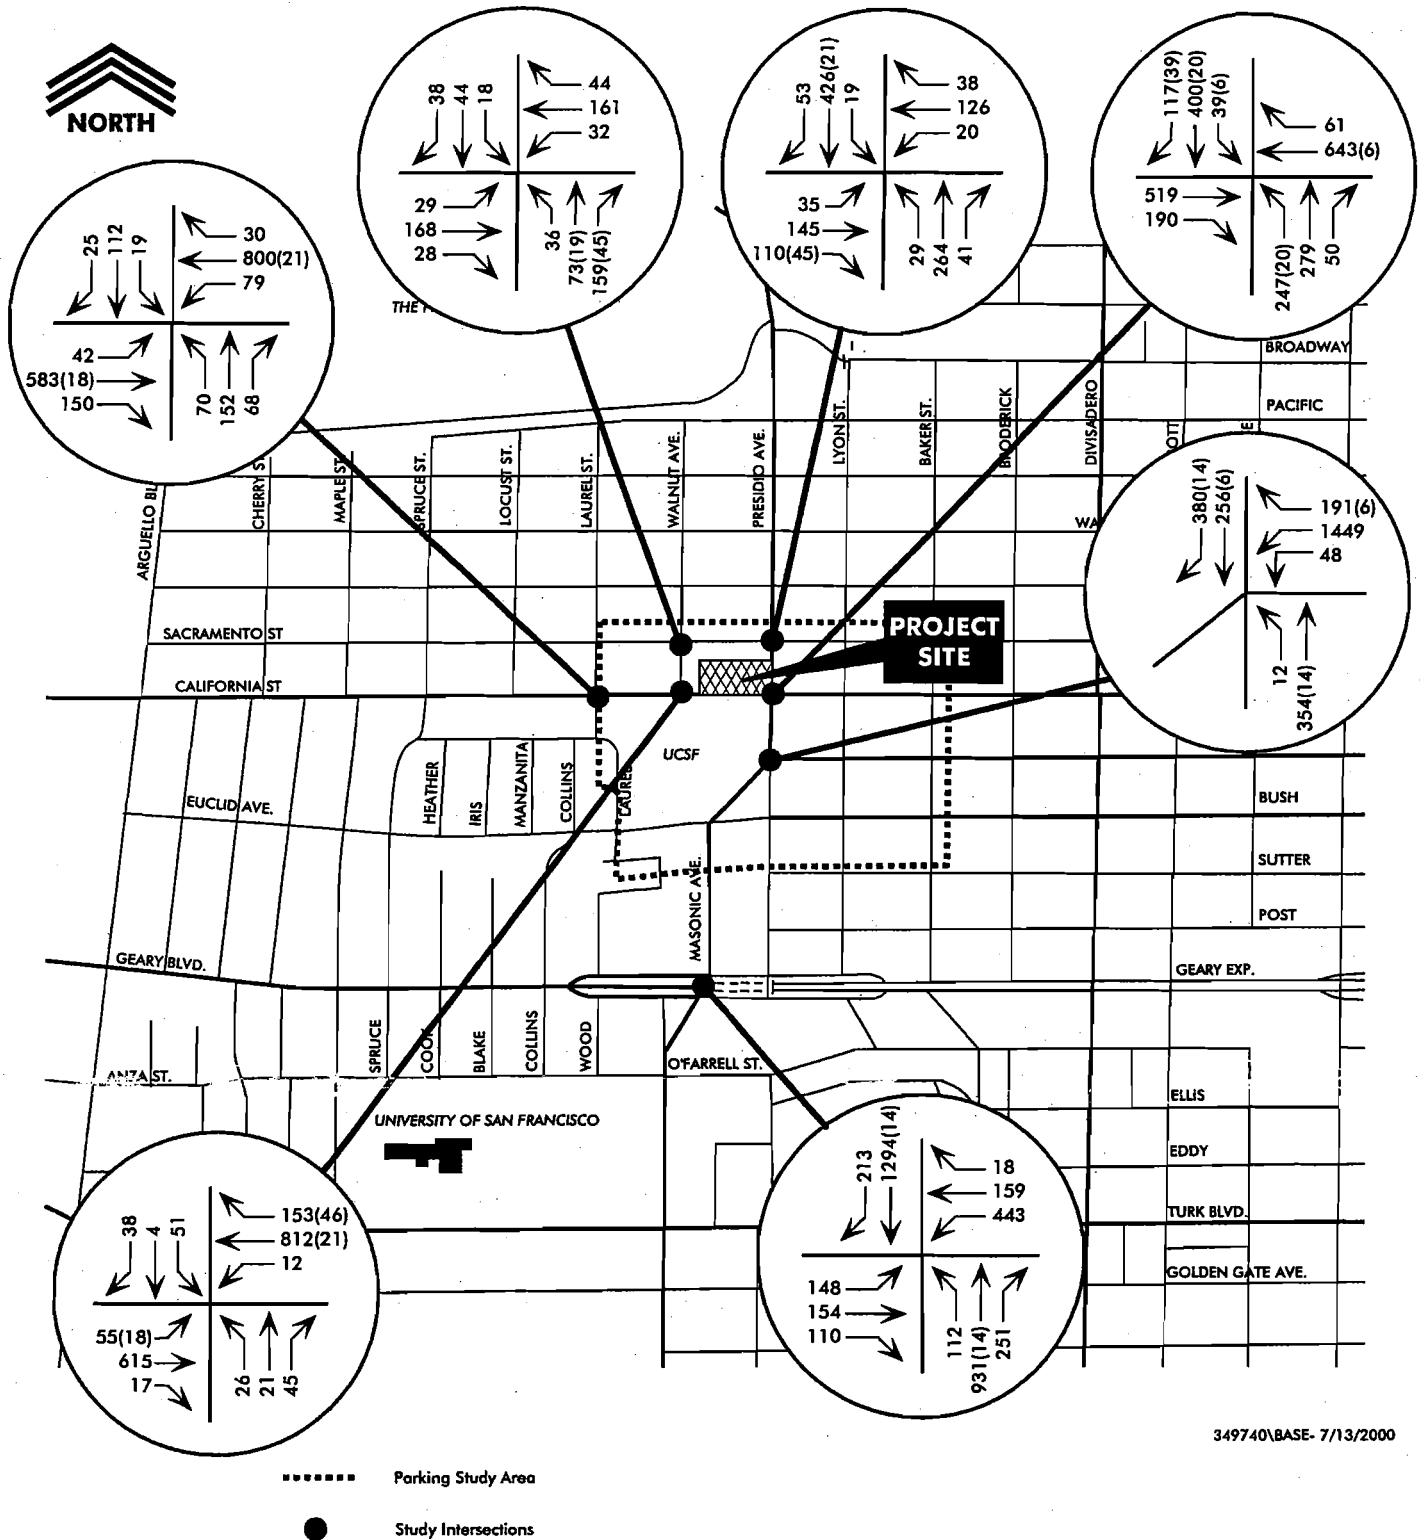 NORTH
38
44
18
44
161
32
29
168
28
36
73(19)
159(45)
53
426(21)
19
38
126
20
35
145
110(45)
29
264
41
117(39)
400(20)
39(6)
61
643(6)
519
190
247(20)
279
50
25
112
19
30
800(21)
79
42
583(18)
150
70
152
68
380(14)
256(6)
191(6)
1449
48
12
354(14)
BROADWAY
PACIFIC
ARGUELLO
CHERRY ST
MAPLE ST
SPRUCE ST.
LOCUST ST.
LAUREL ST.
WALNUT AVE.
PRESIDIO AVE.
LYON ST.
BAKER ST.
BRODERICK
DIVISADERO
SACRAMENTO ST
CALIFORNIA ST
PROJECT
SITE
UCSF
HEATHER
IRIS
MANZANITA
COLLINS
LAUREL
EUCLID AVE.
BUSH
SUTTER
POST
MASONIC AVE.
GEARY BLVD.
GEARY EXP.
SPRUCE
COOK
BLAKE
COLLINS
WOOD
O'FARRELL ST.
ANZA ST.
ELLIS
EDDY
TURK BLVD.
GOLDEN GATE AVE.
UNIVERSITY OF SAN FRANCISCO
38
4
51
153(46)
812(21)
12
55(18)
615
17
26
21
45
213
1294(14)
18
159
443
148
154
110
112
931(14)
251
349740\BASE- 7/13/2000
Parking Study Area
Study Intersections